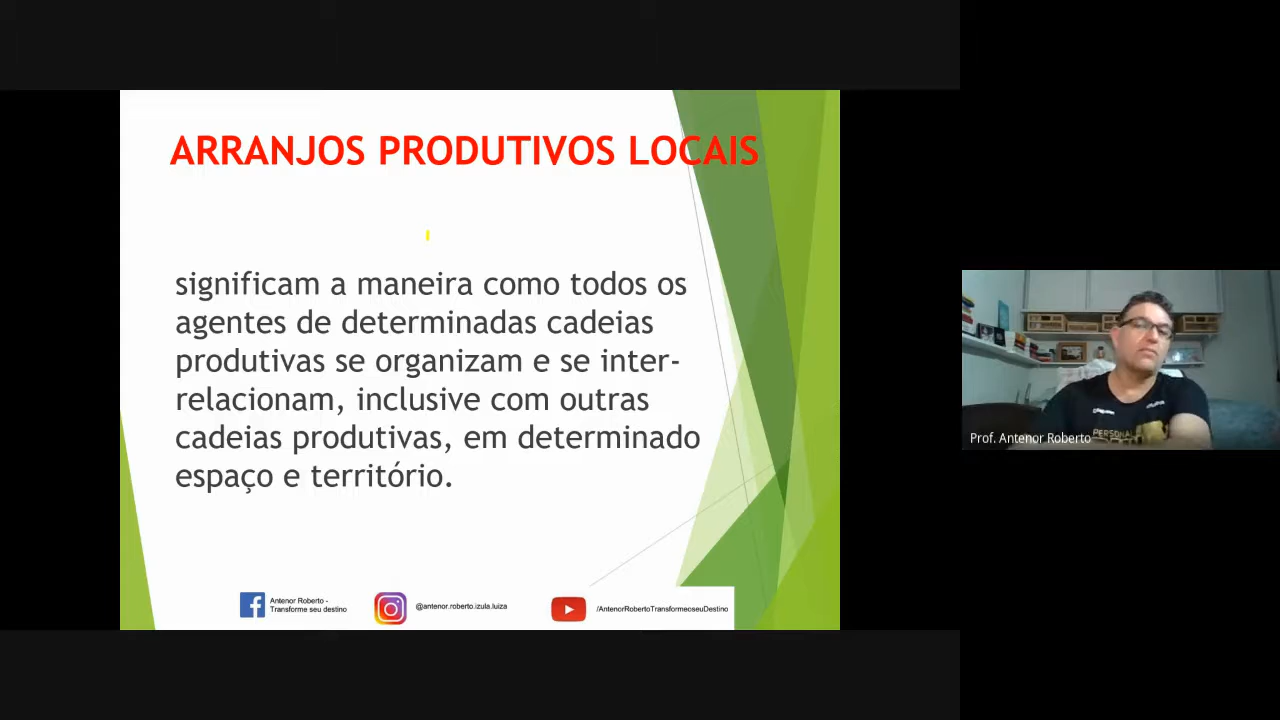 ARRANJOS PRODUTIVOS LOCAIS
significam a maneira como todos os
agentes de determinadas cadeias
produtivas se organizam e se inter-
relacionam, inclusive com outras
cadeias produtivas, em determinado
espaço e território.
Antenor Roberto -
Transforme seu destino
@antenor.roberto.izula.luiza
/AntenorRobertoTransformeoseuDestino
Prof. Antenor Roberto
PERSONAL